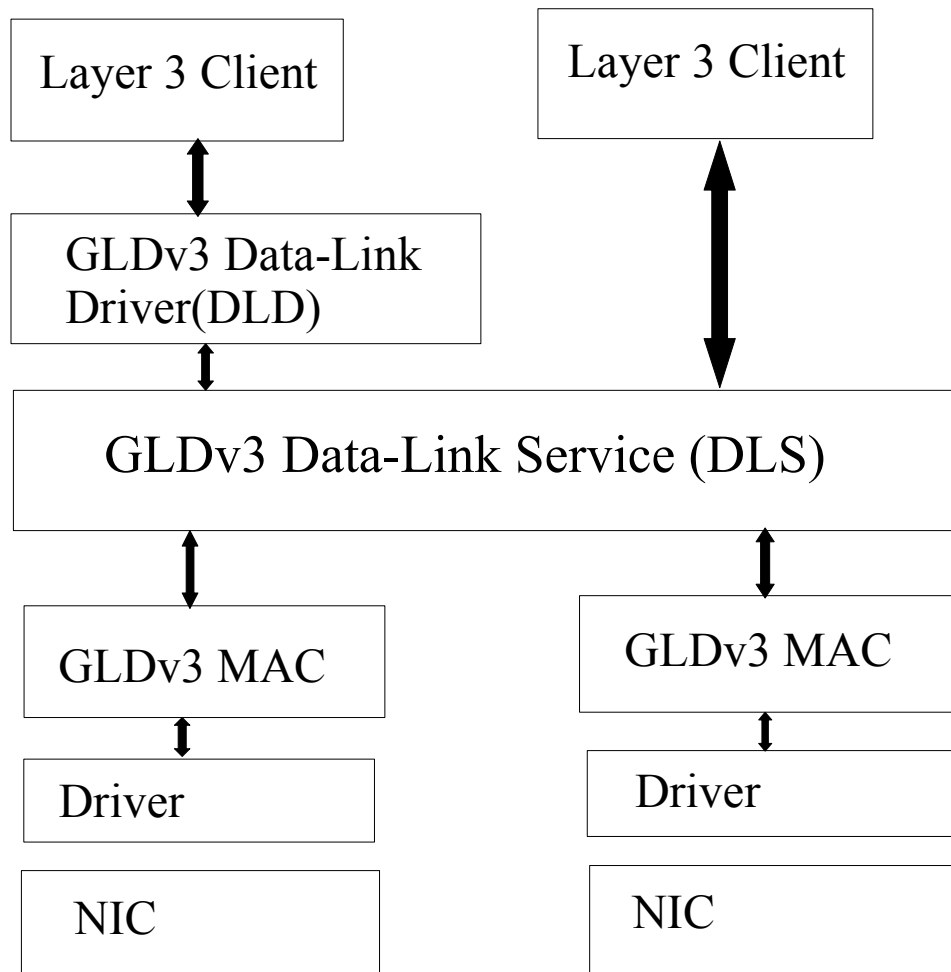 Layer 3 Client
Layer 3 Client
GLDv3 Data-Link
Driver(DLD)
GLDv3 Data-Link Service (DLS)
GLDv3 MAC
GLDv3 MAC
Driver
Driver
NIC
NIC